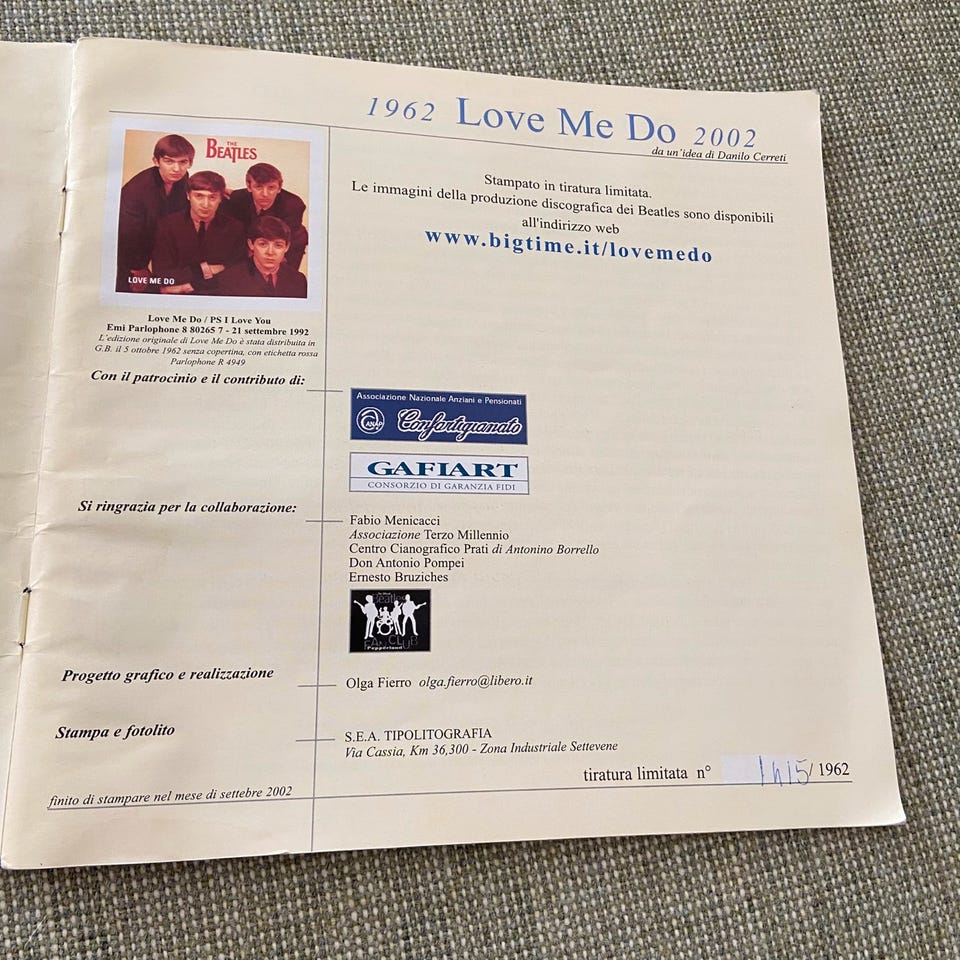 1962 Love Me Do 2002
da un'idea di Danilo Cerreti
THE
BEATLES
LOVE ME DO
Stampato in tiratura limitata.
Le immagini della produzione discografica dei Beatles sono disponibili
all'indirizzo web
www.bigtime.it/lovemedo
Love Me Do / PS I Love You
Emi Parlophone 8 80265 7 - 21 settembre 1992
L'edizione originale di Love Me Do è stata distribuita in
G.B. il 5 ottobre 1962 senza copertina, con etichetta rossa
Parlophone R 4949
Con il patrocinio e il contributo di:
Associazione Nazionale Anziani e Pensionati
ANAP Confartigianato
GAFIART
CONSORZIO DI GARANZIA FIDI
Si ringrazia per la collaborazione:
Fabio Menicacci
Associazione Terzo Millennio
Centro Cianografico Prati di Antonino Borrello
Don Antonio Pompei
Ernesto Bruziches
Beatles
FAN CLUB
Pepperland
Progetto grafico e realizzazione
Olga Fierro olga.fierro@libero.it
Stampa e fotolito
S.E.A. TIPOLITOGRAFIA
Via Cassia, Km 36,300 - Zona Industriale Settevene
tiratura limitata n° / 1962
finito di stampare nel mese di settebre 2002